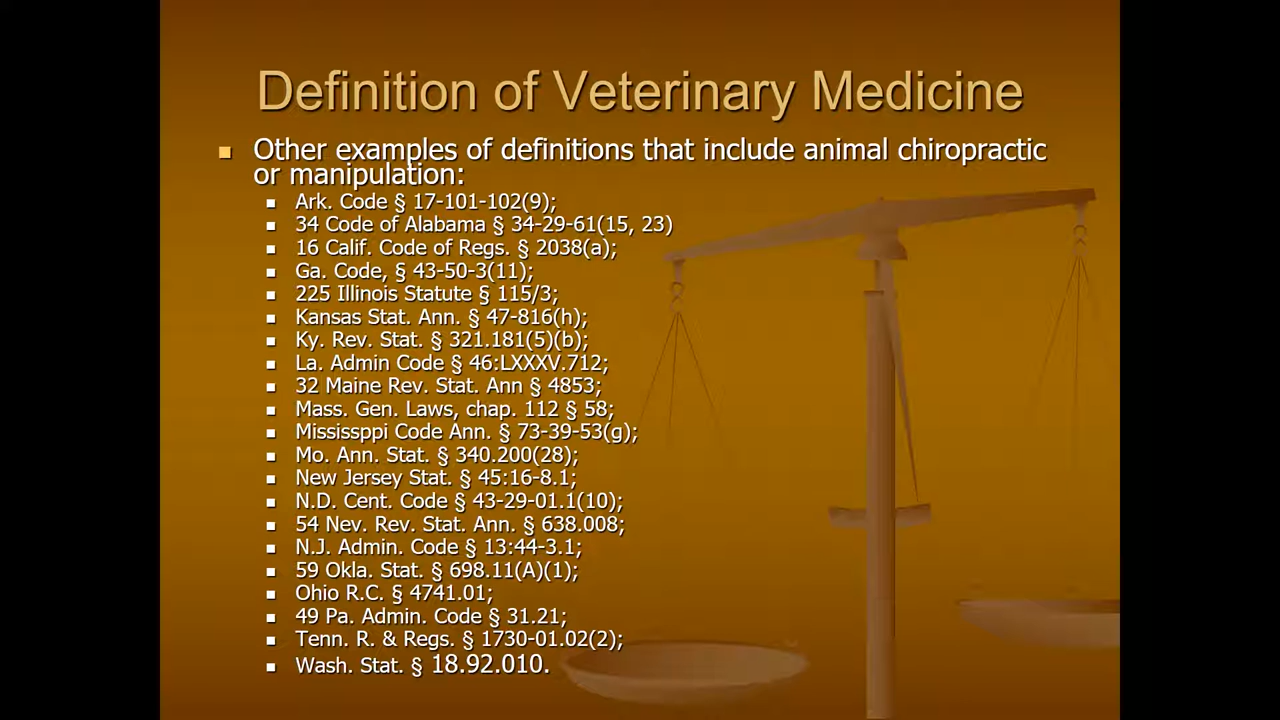 Definition of Veterinary Medicine
Other examples of definitions that include animal chiropractic
or manipulation:
Ark. Code § 17-101-102(9);
34 Code of Alabama § 34-29-61(15, 23)
16 Calif. Code of Regs. § 2038(a);
Ga. Code, § 43-50-3(11);
225 Illinois Statute § 115/3;
Kansas Stat. Ann. § 47-816(h);
Ky. Rev. Stat. § 321.181(5)(b);
La. Admin Code § 46:LXXXV.712;
32 Maine Rev. Stat. Ann § 4853;
Mass. Gen. Laws, chap. 112 § 58;
Mississppi Code Ann. § 73-39-53(g);
Mo. Ann. Stat. § 340.200(28);
New Jersey Stat. § 45:16-8.1;
N.D. Cent. Code § 43-29-01.1(10);
54 Nev. Rev. Stat. Ann. § 638.008;
N.J. Admin. Code § 13:44-3.1;
59 Okla. Stat. § 698.11(A)(1);
Ohio R.C. § 4741.01;
49 Pa. Admin. Code § 31.21;
Tenn. R. & Regs. § 1730-01.02(2);
Wash. Stat. § 18.92.010.